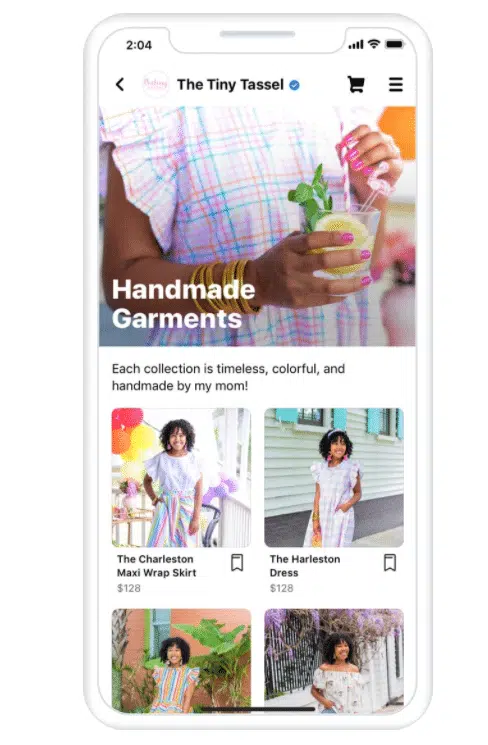 2:04
The Tiny Tassel
Handmade
Garments
Each collection is timeless, colorful, and
handmade by my mom!
The Charleston
Maxi Wrap Skirt
$128
The Harleston
Dress
$128